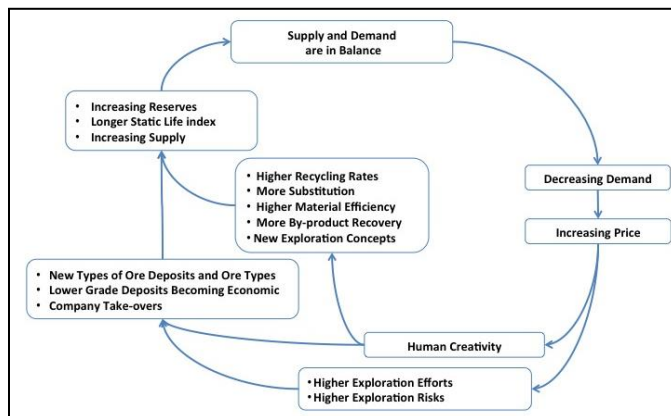 Supply and Demand
are in Balance
• Increasing Reserves
• Longer Static Life index
• Increasing Supply
• Higher Recycling Rates
• More Substitution
• Higher Material Efficiency
• More By-product Recovery
• New Exploration Concepts
Decreasing Demand
Increasing Price
• New Types of Ore Deposits and Ore Types
• Lower Grade Deposits Becoming Economic
• Company Take-overs
Human Creativity
• Higher Exploration Efforts
• Higher Exploration Risks